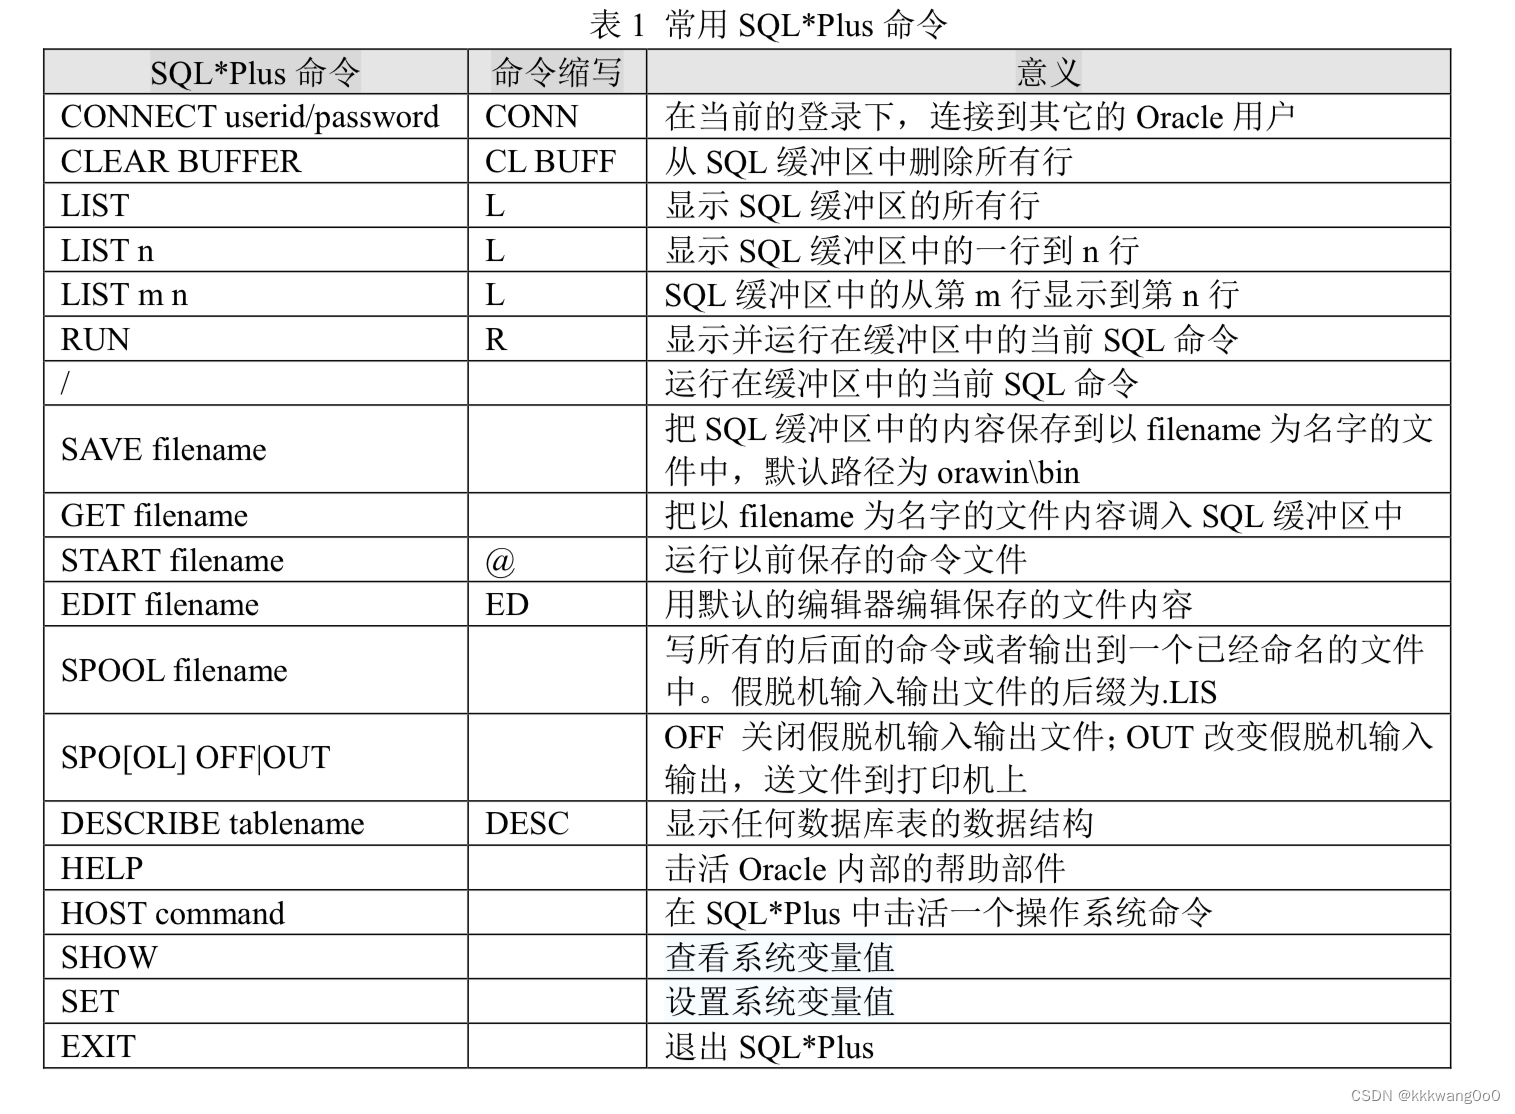 表 1 常用 SQL*Plus 命令
SQL*Plus 命令 命令缩写 意义
CONNECT userid/password CONN 在当前的登录下，连接到其它的 Oracle 用户
CLEAR BUFFER CL BUFF 从 SQL 缓冲区中删除所有行
LIST L 显示 SQL 缓冲区的所有行
LIST n L 显示 SQL 缓冲区中的一行到 n 行
LIST m n L SQL 缓冲区中的从第 m 行显示到第 n 行
RUN R 显示并运行在缓冲区中的当前 SQL 命令
/ 运行在缓冲区中的当前 SQL 命令
SAVE filename 把 SQL 缓冲区中的内容保存到以 filename 为名字的文
件中，默认路径为 orawin\bin
GET filename 把以 filename 为名字的文件内容调入 SQL 缓冲区中
START filename @ 运行以前保存的命令文件
EDIT filename ED 用默认的编辑器编辑保存的文件内容
SPOOL filename 写所有的后面的命令或者输出到一个已经命名的文件
中。假脱机输入输出文件的后缀为.LIS
SPO[OL] OFF|OUT OFF 关闭假脱机输入输出文件；OUT 改变假脱机输入
输出，送文件到打印机上
DESCRIBE tablename DESC 显示任何数据库表的数据结构
HELP 击活 Oracle 内部的帮助部件
HOST command 在 SQL*Plus 中击活一个操作系统命令
SHOW 查看系统变量值
SET 设置系统变量值
EXIT 退出 SQL*Plus
CSDN @kkkwang0o0